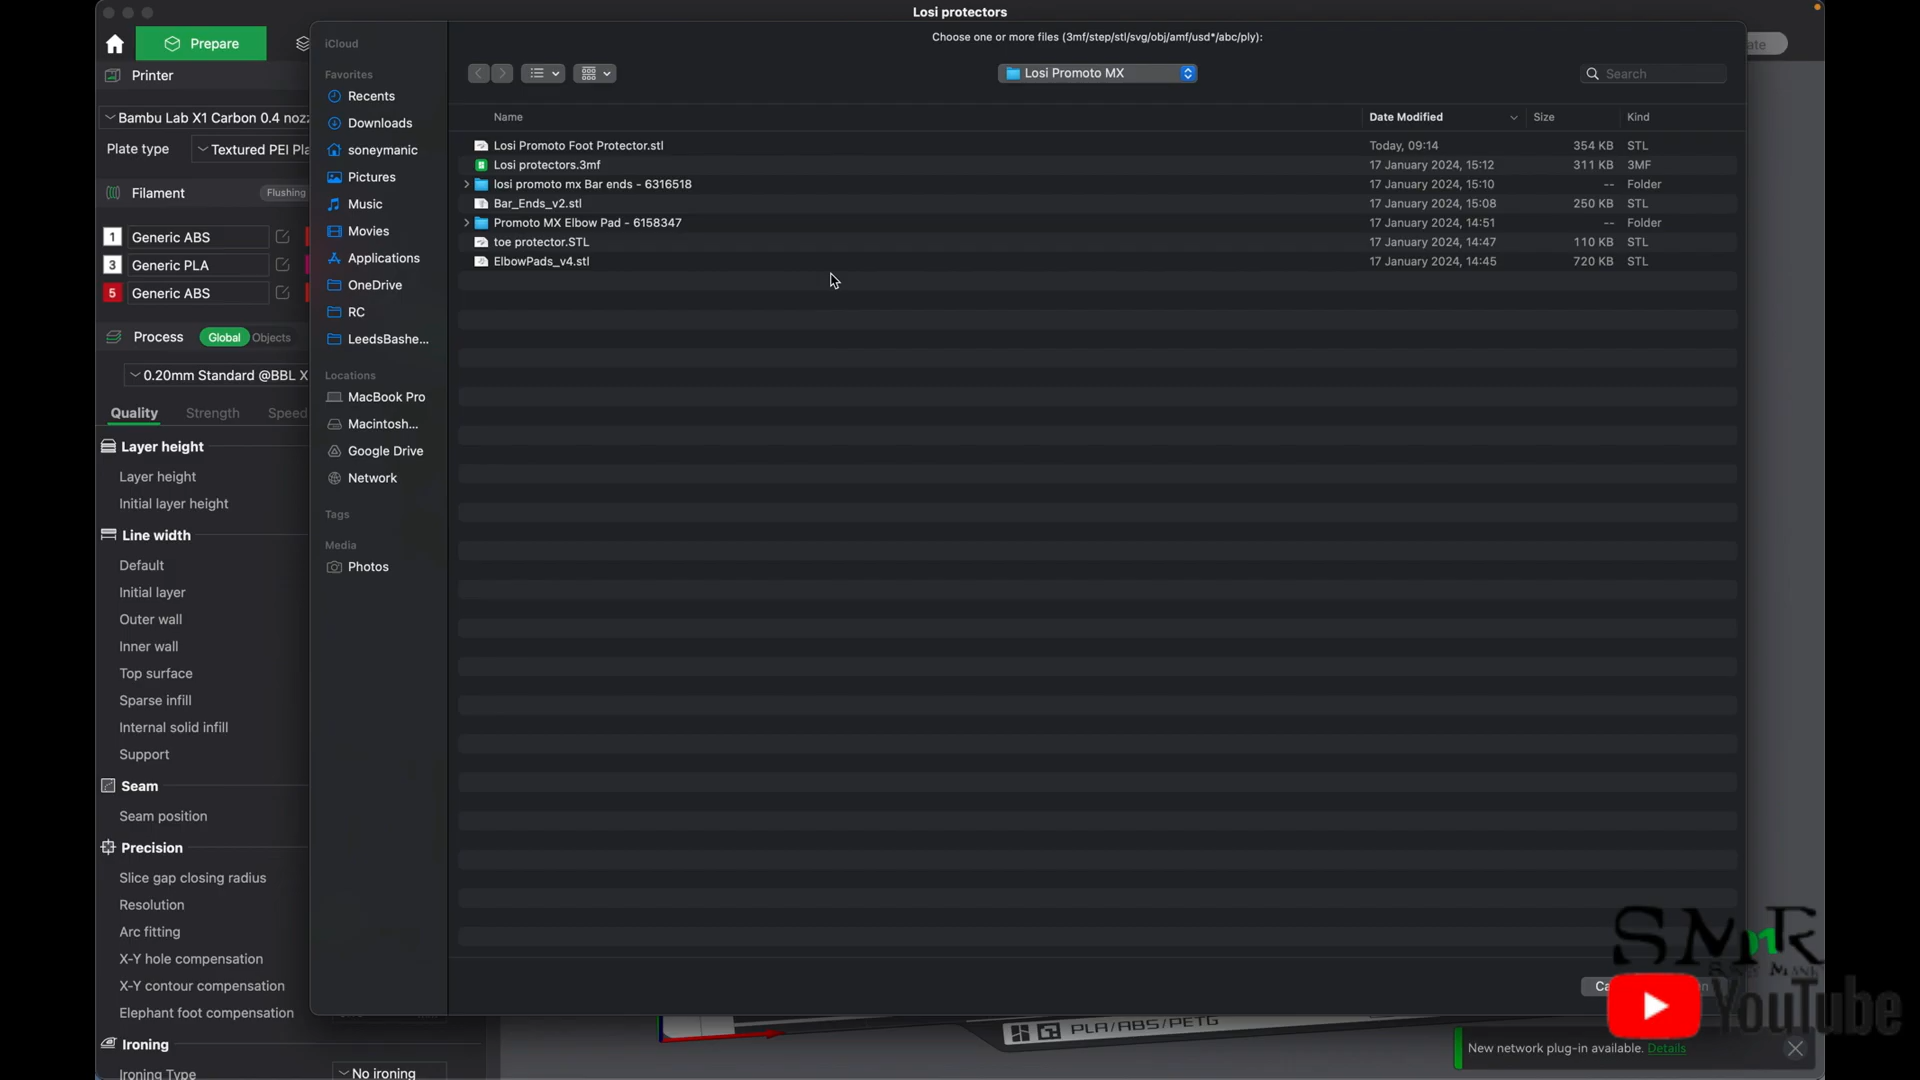 Losi protectors
Prepare
Printer
Bambu Lab X1 Carbon 0.4 nozz
Plate type
Textured PEI Pla
Filament
Flushing
1 Generic ABS
3 Generic PLA
5 Generic ABS
Process
Global
Objects
0.20mm Standard @BBL X
Quality
Strength
Speed
Layer height
Layer height
Initial layer height
Line width
Default
Initial layer
Outer wall
Inner wall
Top surface
Sparse infill
Internal solid infill
Support
Seam
Seam position
Precision
Slice gap closing radius
Resolution
Arc fitting
X-Y hole compensation
X-Y contour compensation
Elephant foot compensation
Ironing
Ironing Type
No ironing
iCloud
Favorites
Recents
Downloads
soneymanic
Pictures
Music
Movies
Applications
OneDrive
RC
LeedsBashe...
Locations
MacBook Pro
Macintosh...
Google Drive
Network
Tags
Media
Photos
Choose one or more files (3mf/step/stl/svg/obj/amf/usd*/abc/ply):
Losi Promoto MX
Search
Name Date Modified Size Kind
Losi Promoto Foot Protector.stl Today, 09:14 354 KB STL
Losi protectors.3mf 17 January 2024, 15:12 311 KB 3MF
losi promoto mx Bar ends - 6316518 17 January 2024, 15:10 -- Folder
Bar_Ends_v2.stl 17 January 2024, 15:08 250 KB STL
Promoto MX Elbow Pad - 6158347 17 January 2024, 14:51 -- Folder
toe protector.STL 17 January 2024, 14:47 110 KB STL
ElbowPads_v4.stl 17 January 2024, 14:45 720 KB STL
PLA/ABS/PETG
New network plug-in available. Details
SMR
YouTube